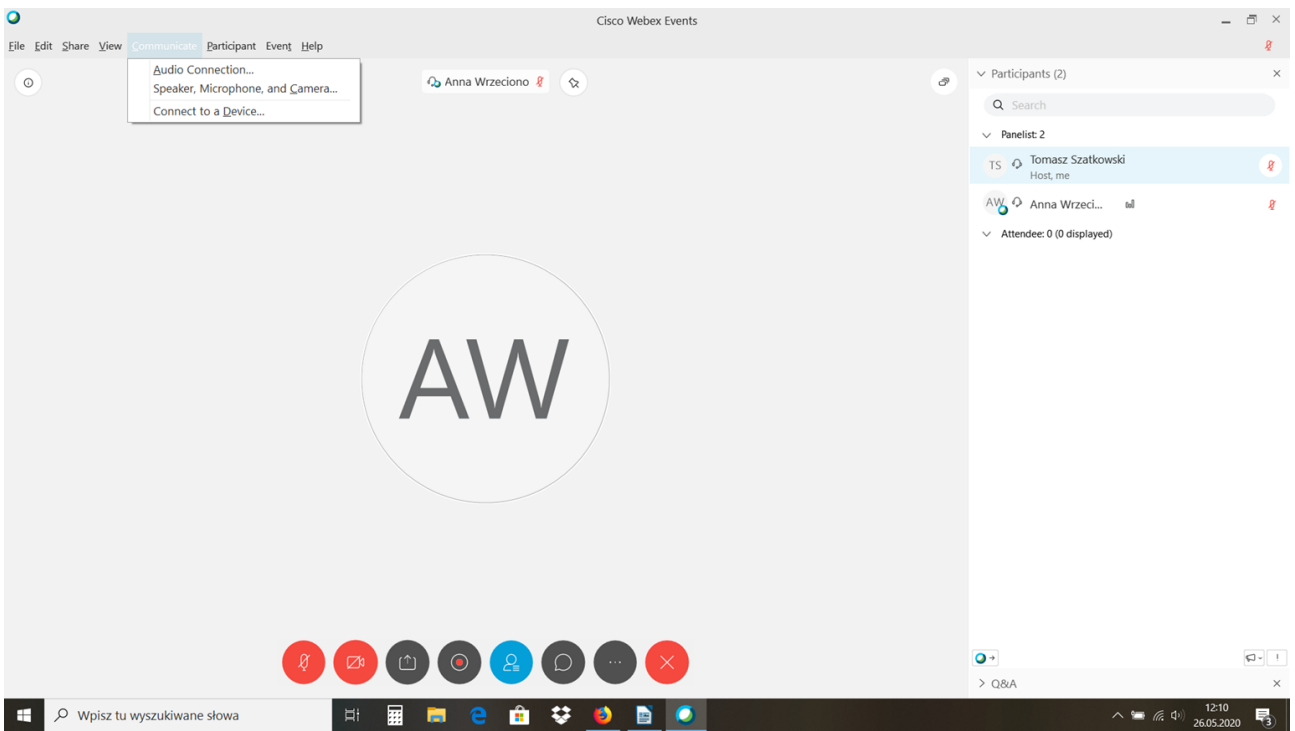 Cisco Webex Events
File Edit Share View Communicate Participant Event Help
Audio Connection...
Speaker, Microphone, and Camera...
Connect to a Device...
Anna Wrzeciono
AW
Participants (2)
Search
Panelist: 2
TS Tomasz Szatkowski
Host, me
AW Anna Wrzeci...
Attendee: 0 (0 displayed)
Q&A
Wpisz tu wyszukiwane słowa
12:10
26.05.2020
3